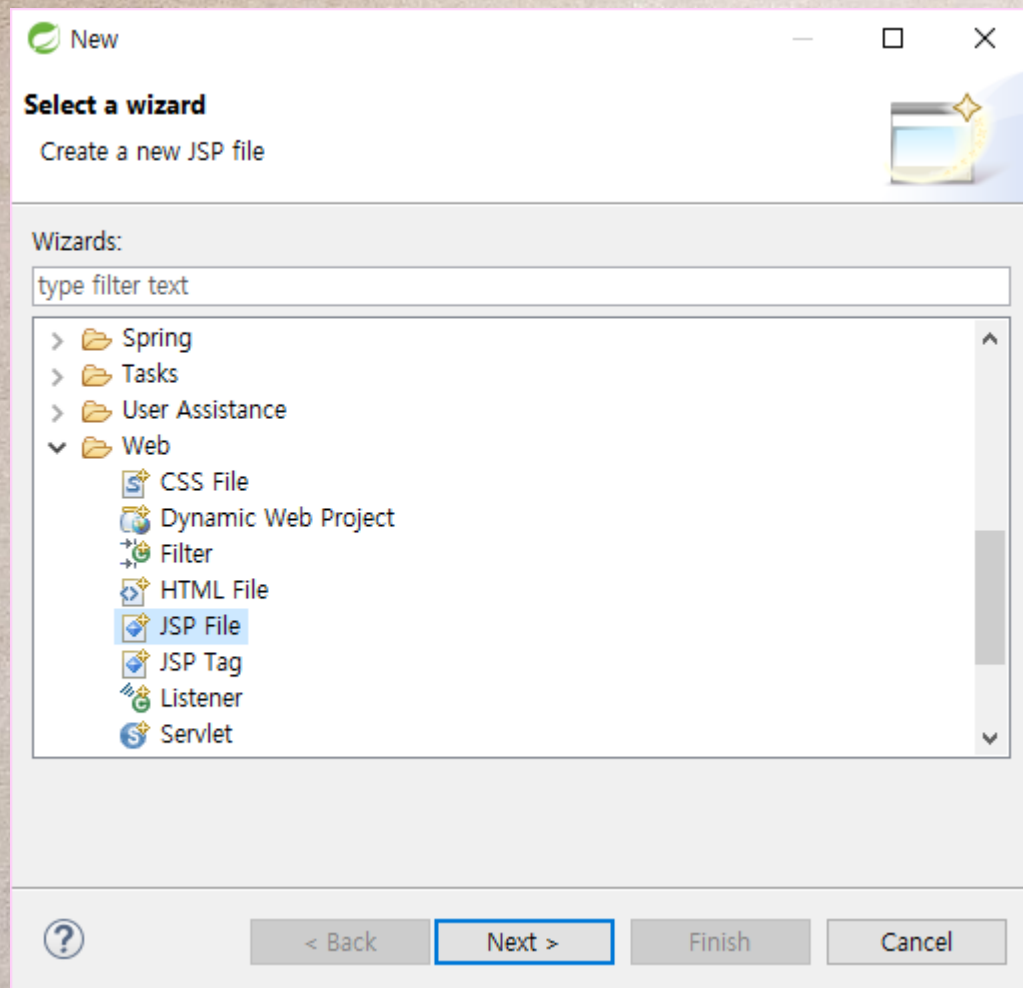 New
Select a wizard
Create a new JSP file
Wizards:
type filter text
Spring
Tasks
User Assistance
Web
CSS File
Dynamic Web Project
Filter
HTML File
JSP File
JSP Tag
Listener
Servlet
< Back Next > Finish Cancel